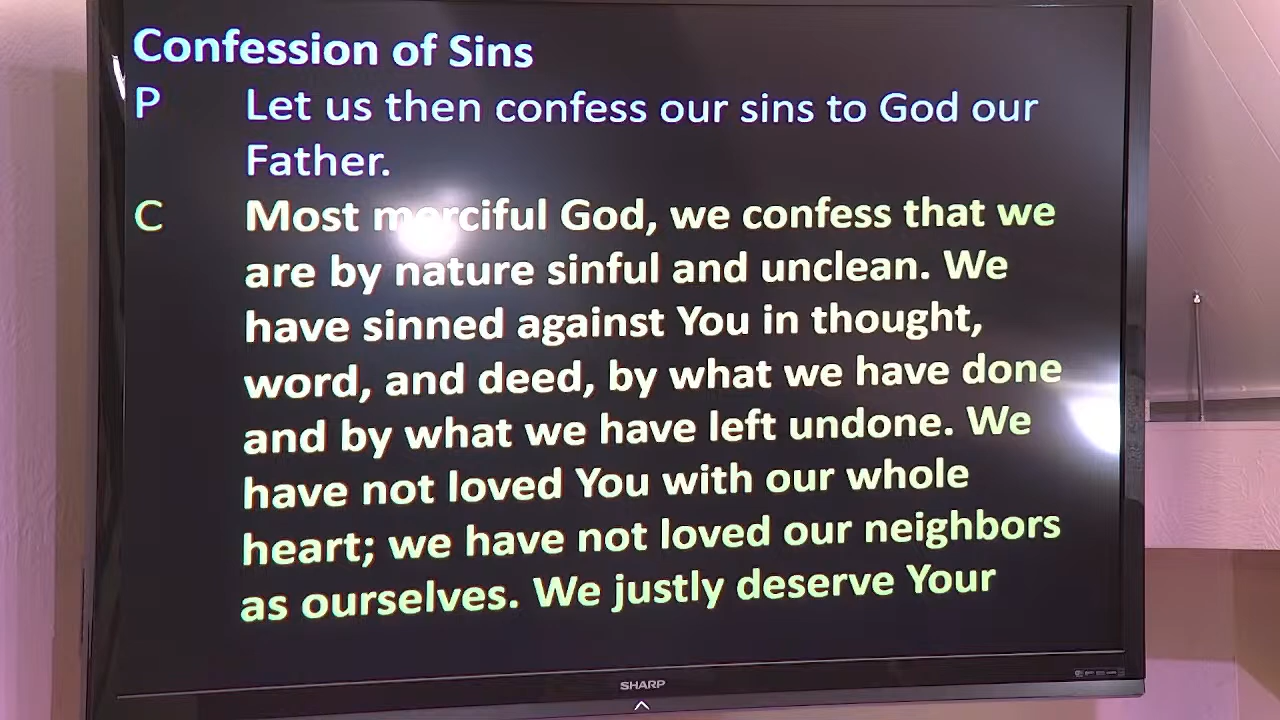 Confession of Sins
P Let us then confess our sins to God our
Father.
C Most merciful God, we confess that we
are by nature sinful and unclean. We
have sinned against You in thought,
word, and deed, by what we have done
and by what we have left undone. We
have not loved You with our whole
heart; we have not loved our neighbors
as ourselves. We justly deserve Your
SHARP